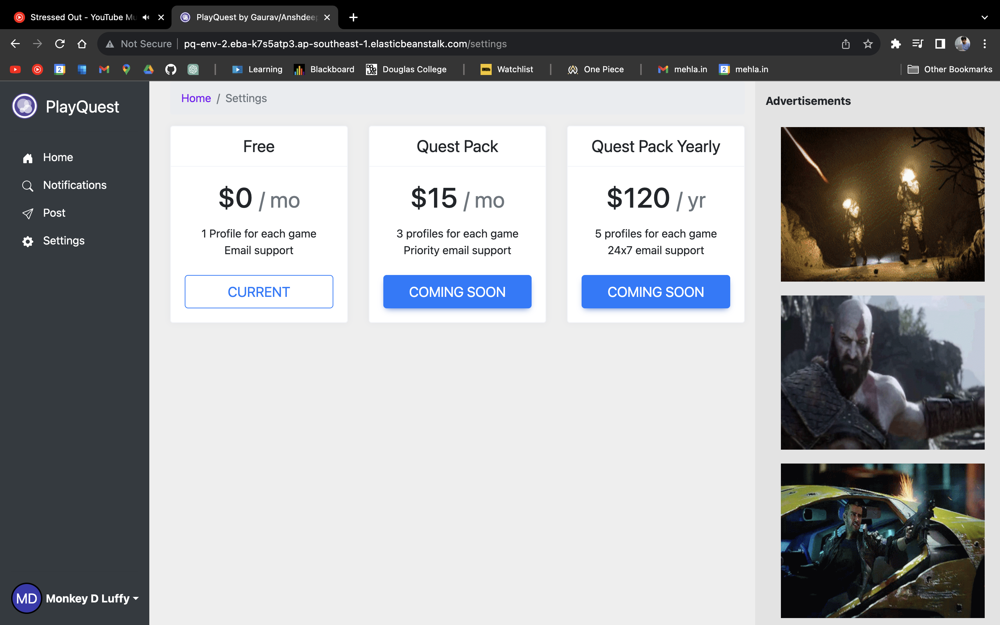 Stressed Out - YouTube Mu
PlayQuest by Gaurav/Anshdeep
Not Secure
pq-env-2.eba-k7s5atp3.ap-southeast-1.elasticbeanstalk.com/settings
2
Learning
Blackboard
DOUGLAS
Douglas College
IMDb
Watchlist
One Piece
mehla.in
2
mehla.in
Other Bookmarks
PlayQuest
Home
Notifications
Post
Settings
MD
Monkey D Luffy
Home / Settings
Free
$0 / mo
1 Profile for each game
Email support
CURRENT
Quest Pack
$15 / mo
3 profiles for each game
Priority email support
COMING SOON
Quest Pack Yearly
$120 / yr
5 profiles for each game
24x7 email support
COMING SOON
Advertisements